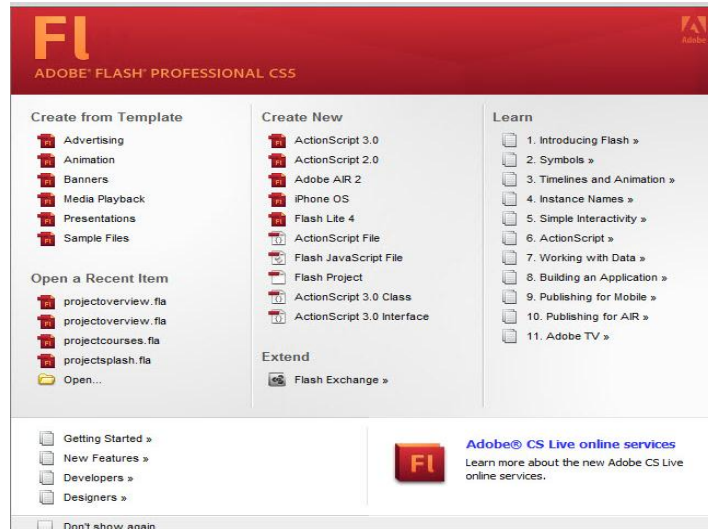 Fl
Adobe
ADOBE® FLASH® PROFESSIONAL CS5
Create from Template
Advertising
Animation
Banners
Media Playback
Presentations
Sample Files
Open a Recent Item
projectoverview.fla
projectoverview.fla
projectcourses.fla
projectsplash.fla
Open...
Create New
ActionScript 3.0
ActionScript 2.0
Adobe AIR 2
iPhone OS
Flash Lite 4
ActionScript File
Flash JavaScript File
Flash Project
ActionScript 3.0 Class
ActionScript 3.0 Interface
Extend
Flash Exchange »
Learn
1. Introducing Flash »
2. Symbols »
3. Timelines and Animation »
4. Instance Names »
5. Simple Interactivity »
6. ActionScript »
7. Working with Data »
8. Building an Application »
9. Publishing for Mobile »
10. Publishing for AIR »
11. Adobe TV »
Getting Started »
New Features »
Developers »
Designers »
Fl
Adobe® CS Live online services
Learn more about the new Adobe CS Live
online services.
Don't show again